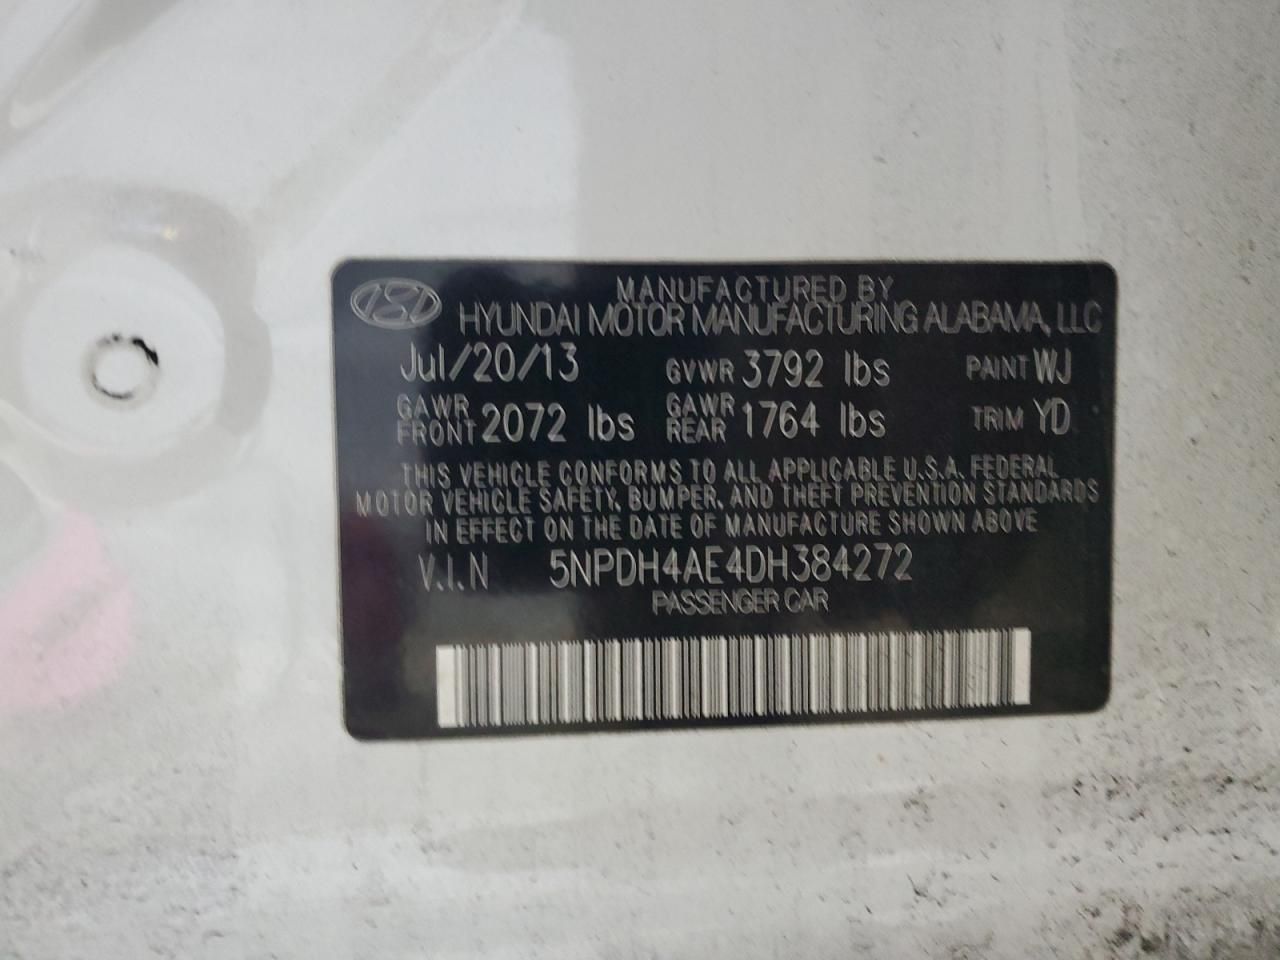 MANUFACTURED BY
HYUNDAI MOTOR MANUFACTURING ALABAMA, LLC
Jul/20/13 GVWR 3792 lbs PAINT WJ
GAWR FRONT 2072 lbs GAWR REAR 1764 lbs TRIM YD
THIS VEHICLE CONFORMS TO ALL APPLICABLE U.S.A. FEDERAL
MOTOR VEHICLE SAFETY, BUMPER, AND THEFT PREVENTION STANDARDS
IN EFFECT ON THE DATE OF MANUFACTURE SHOWN ABOVE
V.I.N 5NPDH4AE4DH384272
PASSENGER CAR